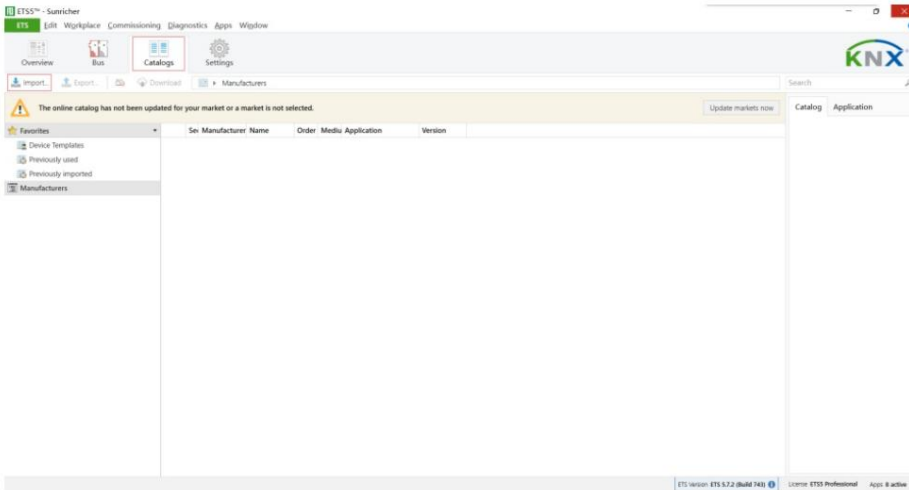 ETS5™ - Sunricher
ETS Edit Workplace Commissioning Diagnostics Apps Window
Overview Bus Catalogs Settings
KNX
Import... Export... Download Manufacturers Search
The online catalog has not been updated for your market or a market is not selected. Update markets now Catalog Application
Favorites Manufacturer Name Order Application Version
Device Templates
Previously used
Previously imported
Manufacturers
ETS Version ETS 5.7.2 (Build 743) License ETS5 Professional Apps 8 active